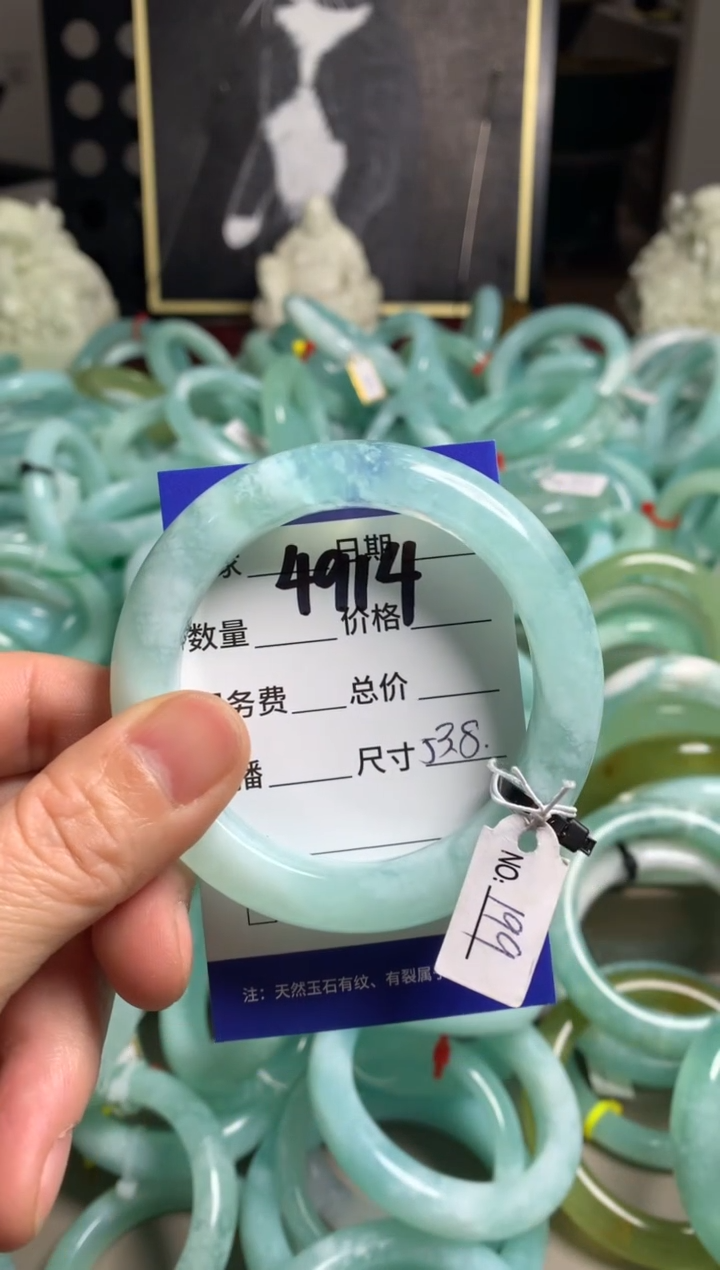 日期
4914
数量 价格
务费 总价
播 尺寸 538.
NO. 199
注：天然玉石有纹、有裂属